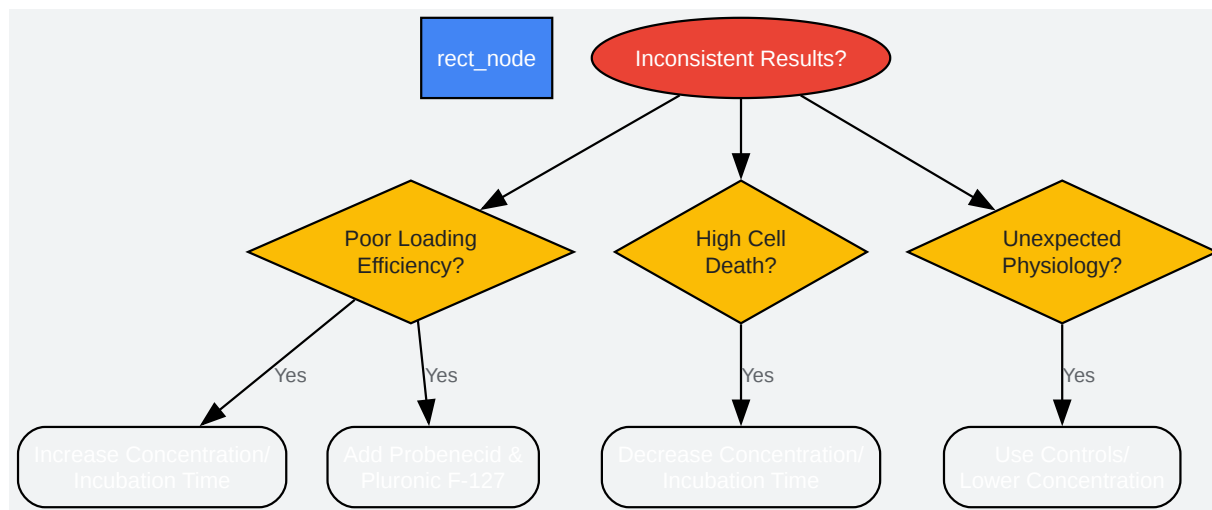 rect_node
Inconsistent Results?
Poor Loading
Efficiency?
High Cell
Death?
Unexpected
Physiology?
Yes
Yes
Yes
Yes
Increase Concentration/
Incubation Time
Add Probenecid &
Pluronic F-127
Decrease Concentration/
Incubation Time
Use Controls/
Lower Concentration